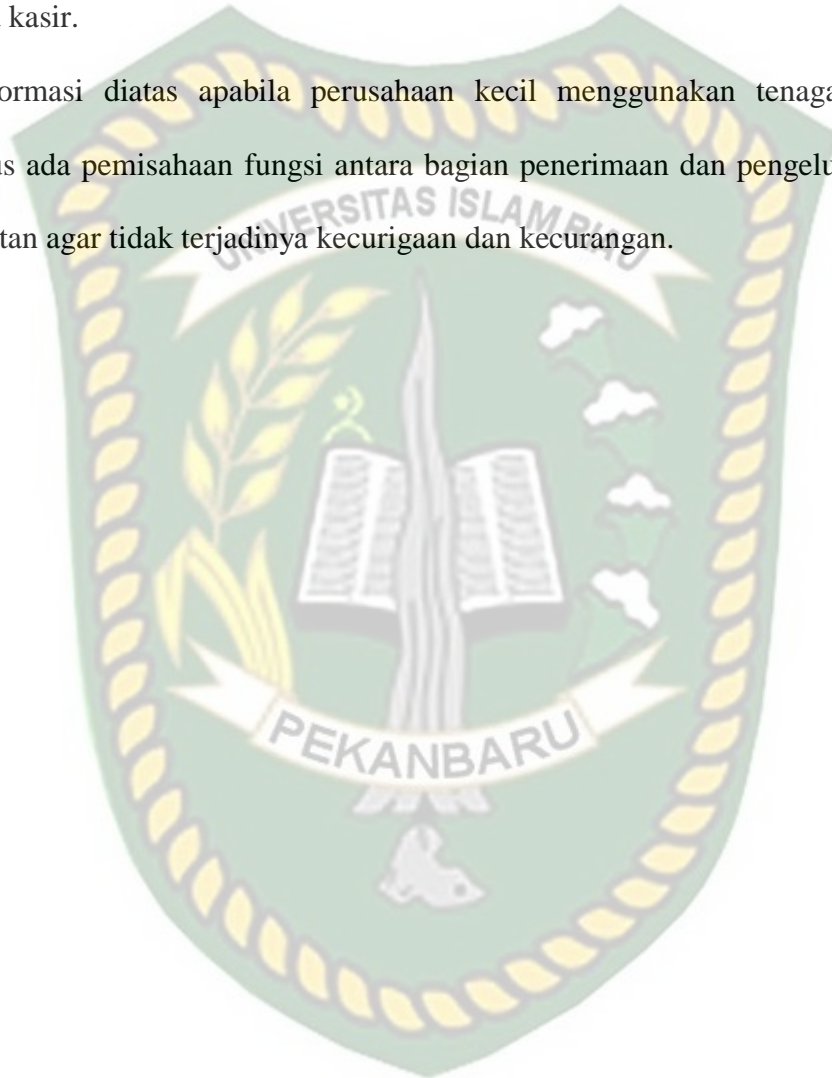 kasir.
ormasi diatas apabila perusahaan kecil menggunakan tenaga
us ada pemisahaan fungsi antara bagian penerimaan dan pengelu
tan agar tidak terjadinya kecurigaan dan kecurangan.
UNIVERSITAS ISLAM RIAU
PEKANBARU